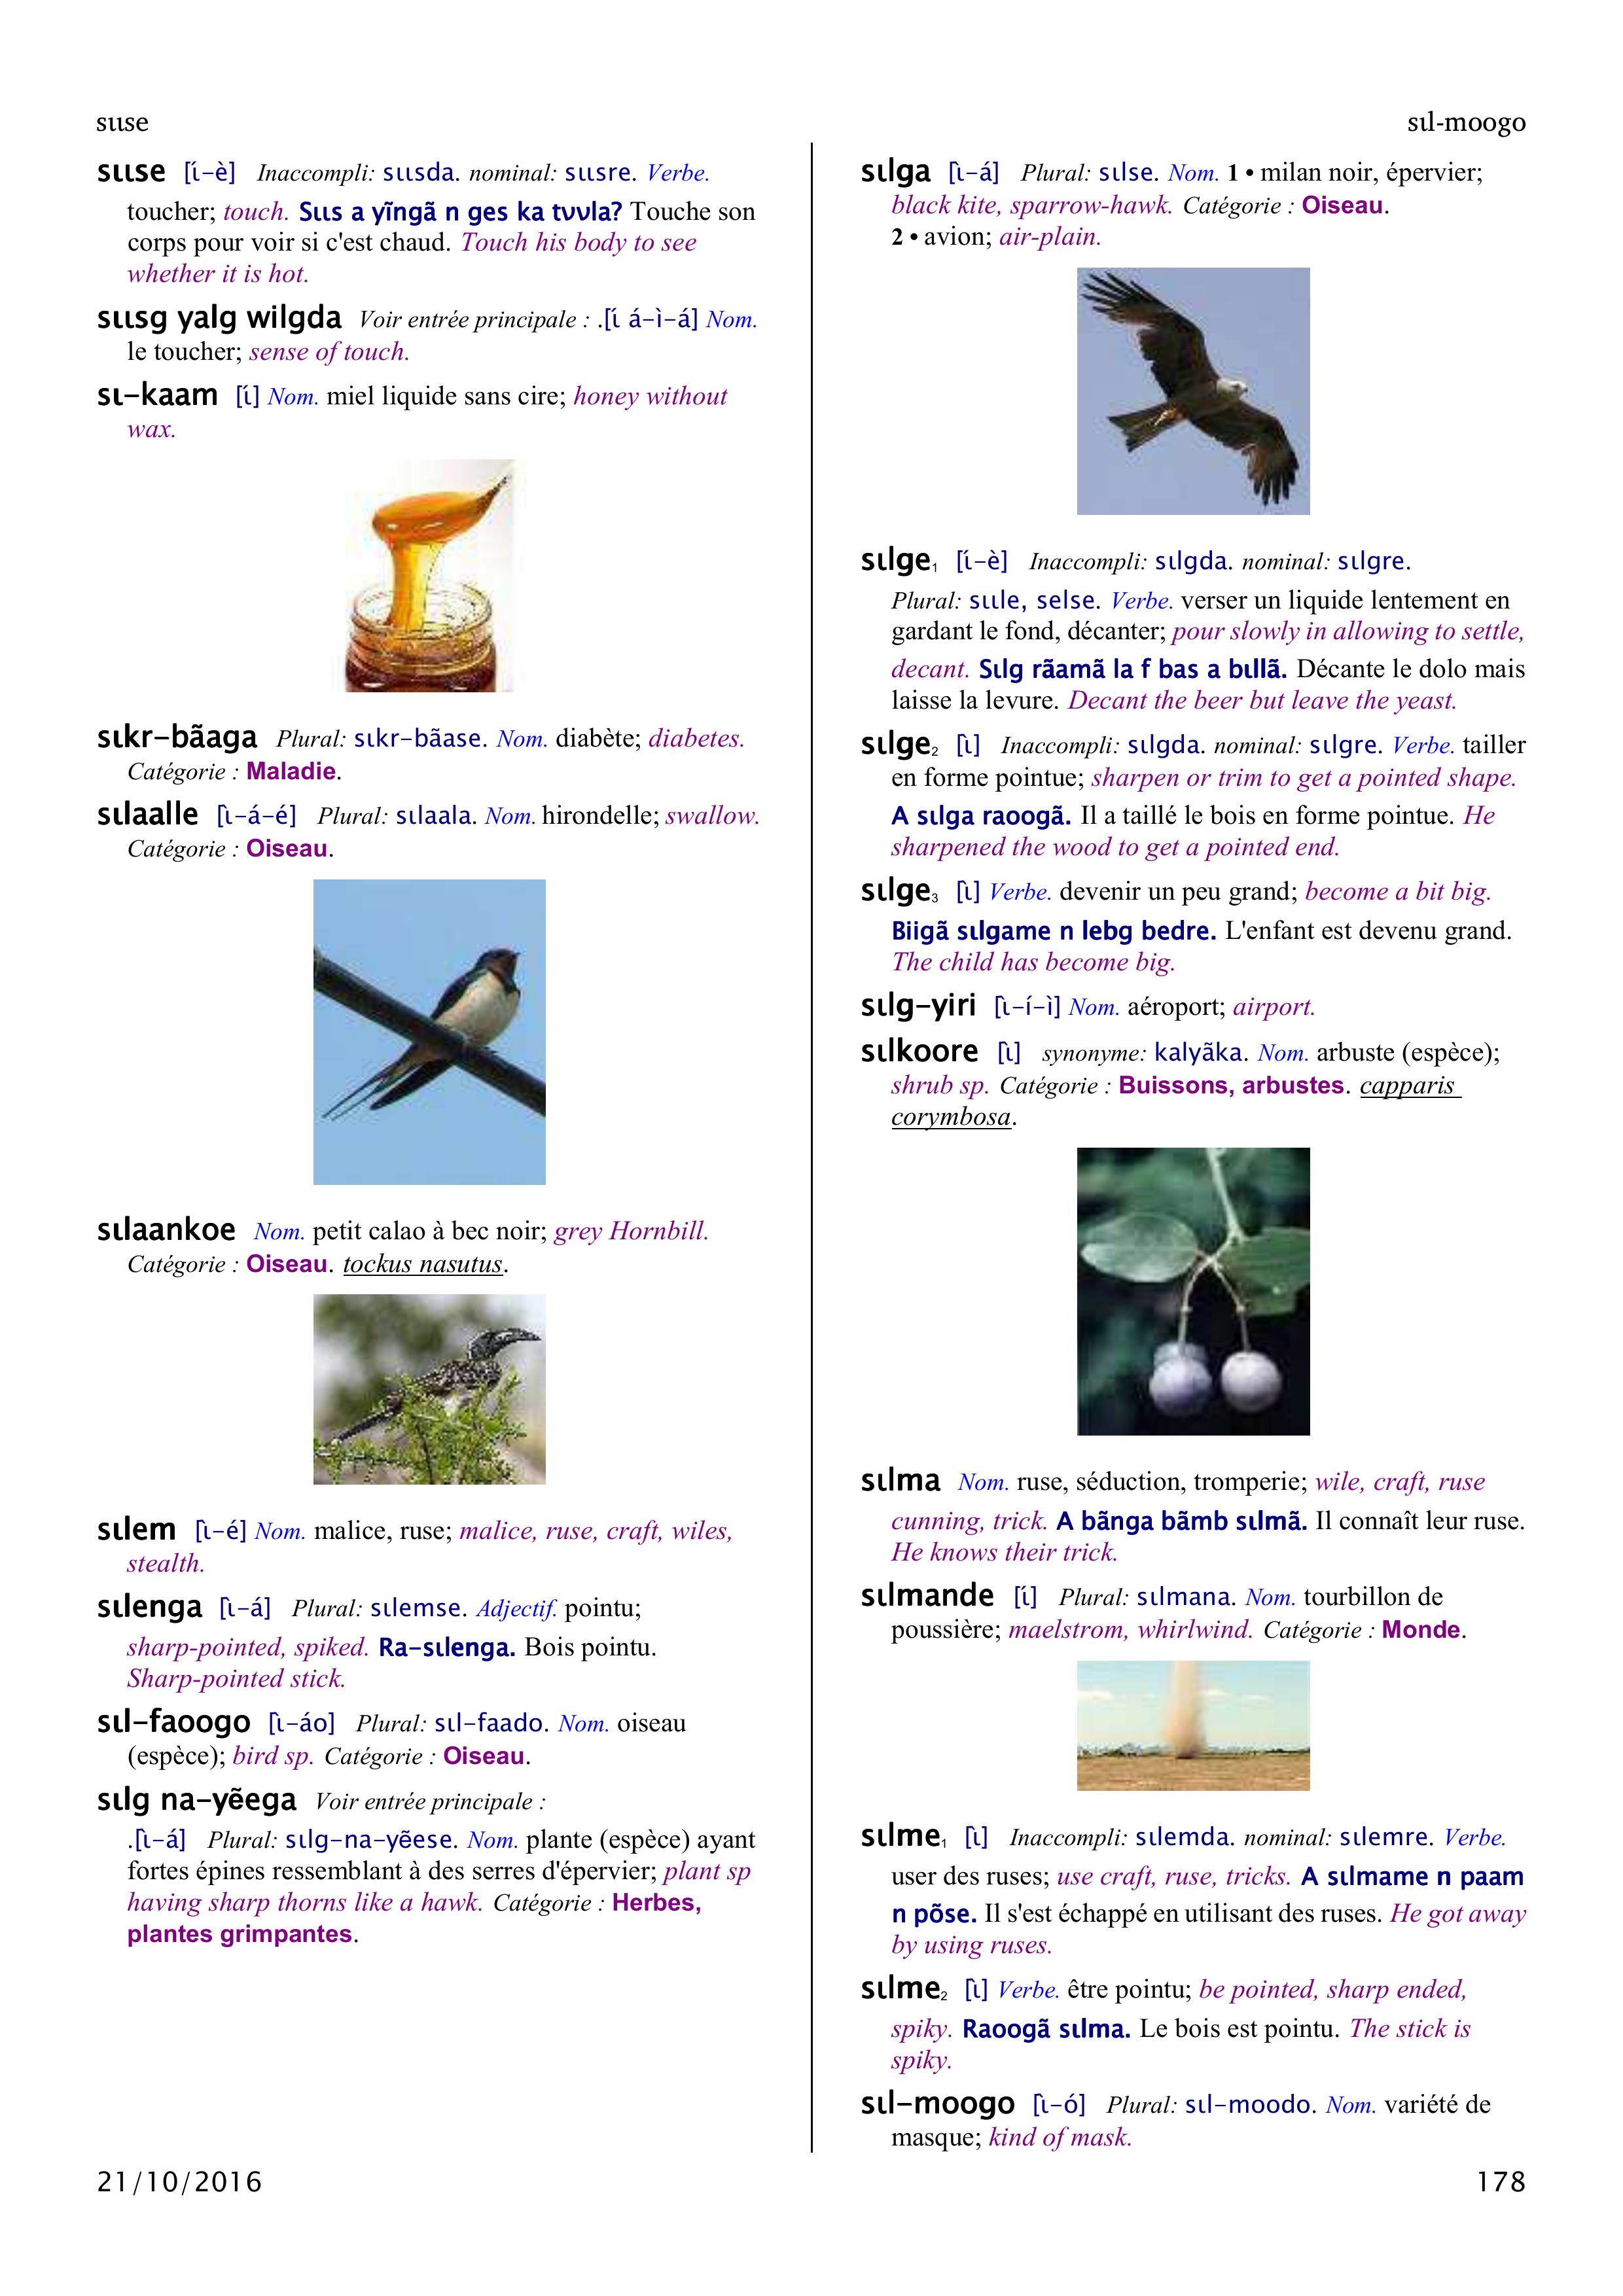 sɩɩse
sɩl-moogo
sɩɩse [ɩ́-è] Inaccompli: sɩɩsda. nominal: sɩɩsre. Verbe.
toucher; touch. Sɩɩs a yĩngã n ges ka tʋʋla? Touche son
corps pour voir si c'est chaud. Touch his body to see
whether it is hot.
sɩɩsg yalg wilgda Voir entrée principale : .[ɩ́ á-ì-á] Nom.
le toucher; sense of touch.
sɩ-kaam [ɩ́] Nom. miel liquide sans cire; honey without
wax.
sɩkr-bãaga Plural: sɩkr-bãase. Nom. diabète; diabetes.
Catégorie : Maladie.
sɩlaalle [ɩ̀-á-é] Plural: sɩlaala. Nom. hirondelle; swallow.
Catégorie : Oiseau.
sɩlaankoe Nom. petit calao à bec noir; grey Hornbill.
Catégorie : Oiseau. tockus nasutus.
sɩlem [ɩ̀-é] Nom. malice, ruse; malice, ruse, craft, wiles,
stealth.
sɩlenga [ɩ̀-á] Plural: sɩlemse. Adjectif. pointu;
sharp-pointed, spiked. Ra-sɩlenga. Bois pointu.
Sharp-pointed stick.
sɩl-faoogo [ɩ̀-áo] Plural: sɩl-faado. Nom. oiseau
(espèce); bird sp. Catégorie : Oiseau.
sɩlg na-yẽega Voir entrée principale :
.[ɩ̀-á] Plural: sɩlg-na-yẽese. Nom. plante (espèce) ayant
fortes épines ressemblant à des serres d'épervier; plant sp
having sharp thorns like a hawk. Catégorie : Herbes,
plantes grimpantes.
sɩlga [ɩ̀-á] Plural: sɩlse. Nom. 1 • milan noir, épervier;
black kite, sparrow-hawk. Catégorie : Oiseau.
2 • avion; air-plain.
sɩlge₁ [ɩ́-è] Inaccompli: sɩlgda. nominal: sɩlgre.
Plural: sɩɩle, selse. Verbe. verser un liquide lentement en
gardant le fond, décanter; pour slowly in allowing to settle,
decant. Sɩlg rãamã la f bas a bɩllã. Décante le dolo mais
laisse la levure. Decant the beer but leave the yeast.
sɩlge₂ [ɩ̀] Inaccompli: sɩlgda. nominal: sɩlgre. Verbe. tailler
en forme pointue; sharpen or trim to get a pointed shape.
A sɩlga raoogã. Il a taillé le bois en forme pointue. He
sharpened the wood to get a pointed end.
sɩlge₃ [ɩ̀] Verbe. devenir un peu grand; become a bit big.
Biigã sɩlgame n lebg bedre. L'enfant est devenu grand.
The child has become big.
sɩlg-yiri [ɩ̀-í-ì] Nom. aéroport; airport.
sɩlkoore [ɩ̀] synonyme: kalyãka. Nom. arbuste (espèce);
shrub sp. Catégorie : Buissons, arbustes. capparis
corymbosa.
sɩlma Nom. ruse, séduction, tromperie; wile, craft, ruse
cunning, trick. A bãnga bãmb sɩlmã. Il connaît leur ruse.
He knows their trick.
sɩlmande [ɩ́] Plural: sɩlmana. Nom. tourbillon de
poussière; maelstrom, whirlwind. Catégorie : Monde.
sɩlme₁ [ɩ̀] Inaccompli: sɩlemda. nominal: sɩlemre. Verbe.
user des ruses; use craft, ruse, tricks. A sɩlmame n paam
n põse. Il s'est échappé en utilisant des ruses. He got away
by using ruses.
sɩlme₂ [ɩ̀] Verbe. être pointu; be pointed, sharp ended,
spiky. Raoogã sɩlma. Le bois est pointu. The stick is
spiky.
sɩl-moogo [ɩ̀-ó] Plural: sɩl-moodo. Nom. variété de
masque; kind of mask.
21/10/2016
178